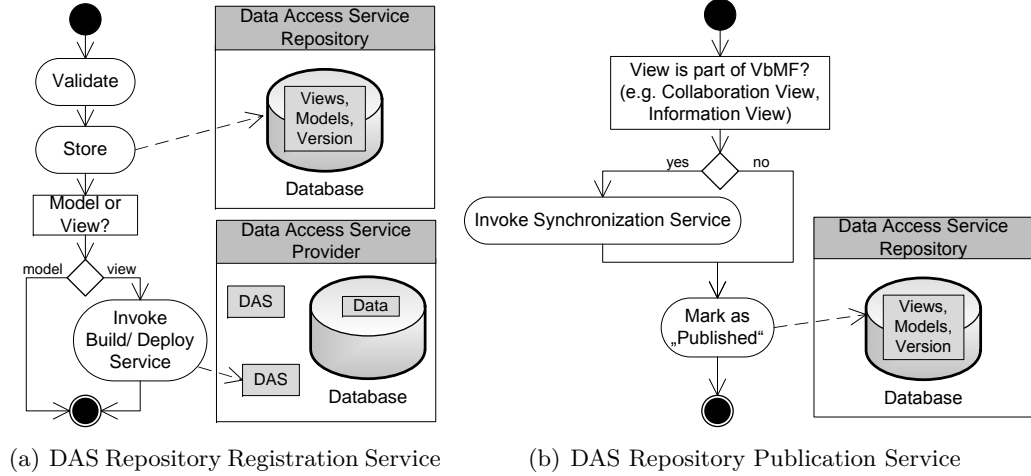 Validate
Store
Model or
View?
model
view
Invoke
Build/ Deploy
Service
Data Access Service
Repository
Views,
Models,
Version
Database
Data Access Service
Provider
DAS
Data
DAS
Database
(a) DAS Repository Registration Service
View is part of VbMF?
(e.g. Collaboration View,
Information View)
yes
no
Invoke Synchronization Service
Mark as
„Published“
Data Access Service
Repository
Views,
Models,
Version
Database
(b) DAS Repository Publication Service